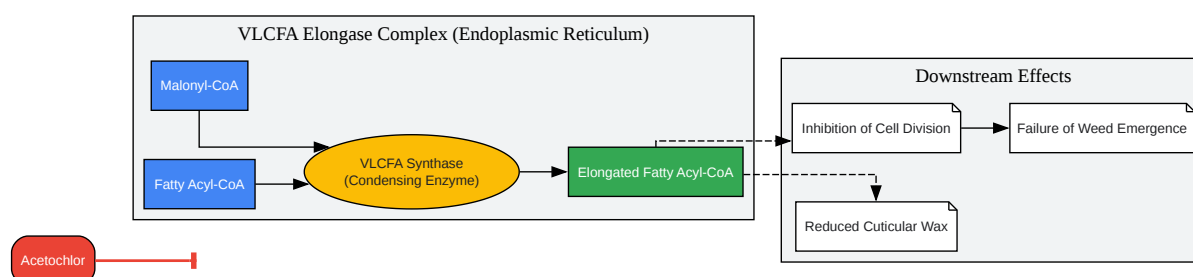 VLCFA Elongase Complex (Endoplasmic Reticulum)
Malonyl-CoA
Fatty Acyl-CoA
VLCFA Synthase
(Condensing Enzyme)
Elongated Fatty Acyl-CoA
Downstream Effects
Inhibition of Cell Division
Failure of Weed Emergence
Reduced Cuticular Wax
Acetochlor